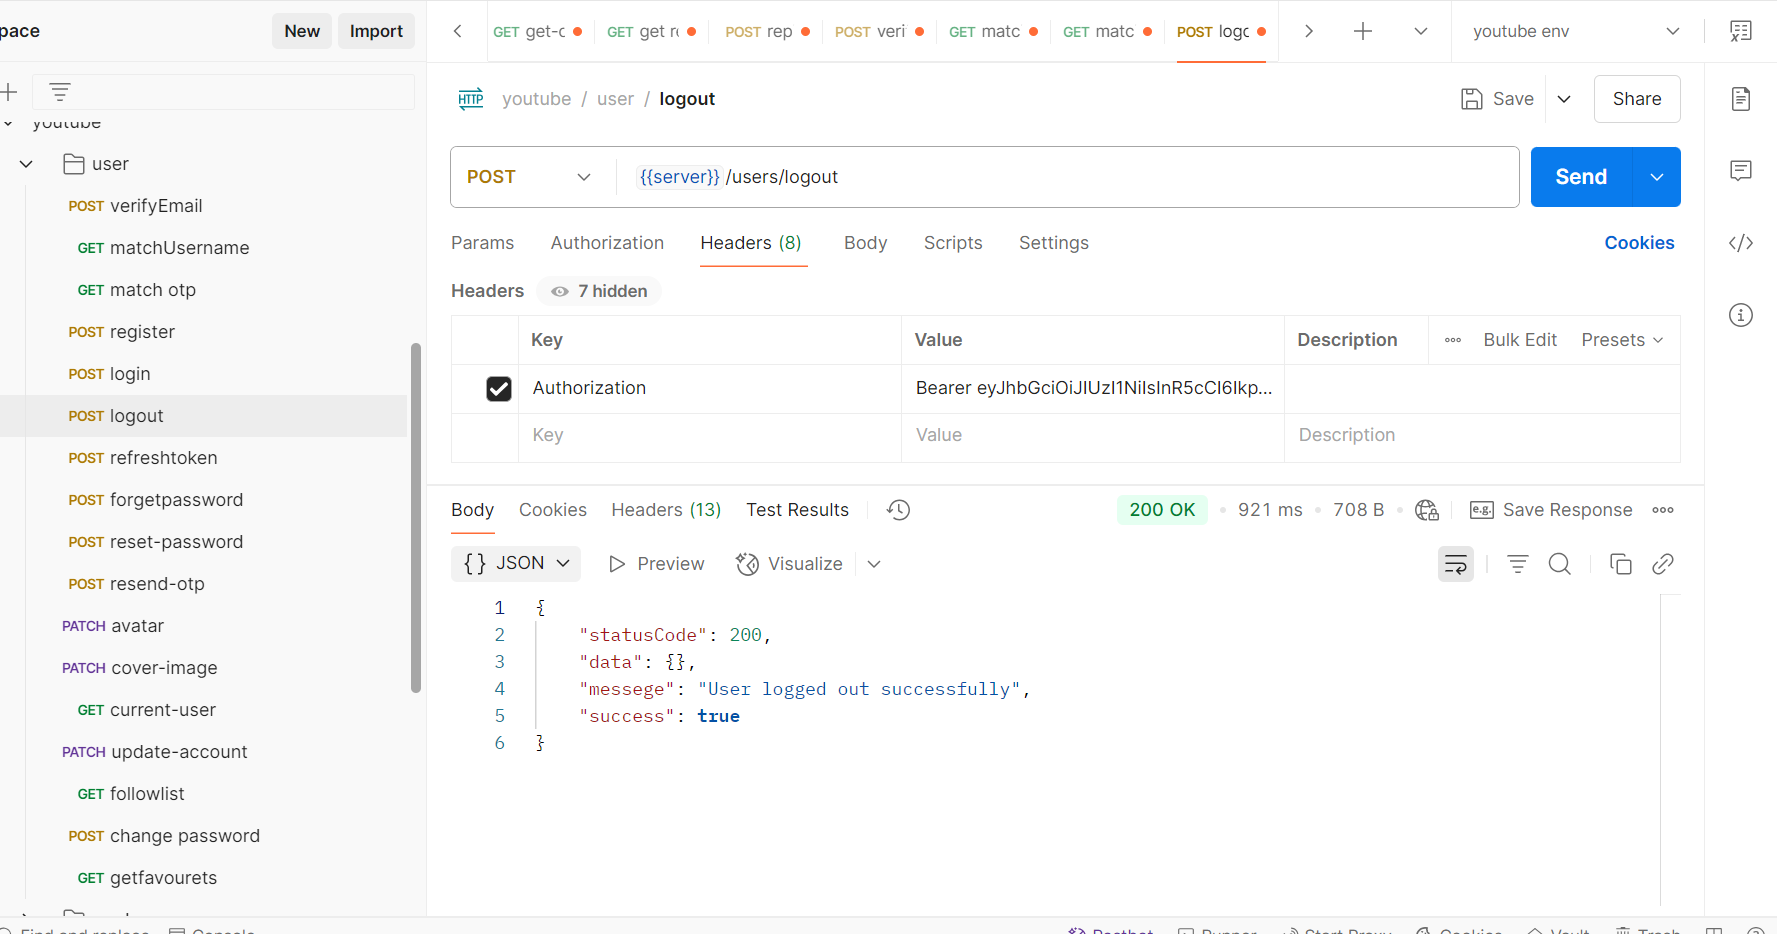 pace
New
Import
GET get-c
GET get re
POST rep
POST veri
GET matc
GET matc
POST logc
youtube env
youtube / user / logout
Save
Share
youtube
user
POST verifyEmail
GET matchUsername
GET match otp
POST register
POST login
POST logout
POST refreshtoken
POST forgetpassword
POST reset-password
POST resend-otp
PATCH avatar
PATCH cover-image
GET current-user
PATCH update-account
GET followlist
POST change password
GET getfavourets
POST
{{server}} /users/logout
Send
Params
Authorization
Headers (8)
Body
Scripts
Settings
Cookies
Headers
7 hidden
Key
Value
Description
Bulk Edit
Presets
Authorization
Bearer eyJhbGciOiJIUzI1NiIsInR5cCI6Ikp...
Key
Value
Description
Body
Cookies
Headers (13)
Test Results
200 OK
921 ms
708 B
e.g.
Save Response
{} JSON
Preview
Visualize
1 {
2 "statusCode": 200,
3 "data": {},
4 "messege": "User logged out successfully",
5 "success": true
6 }
Find and replace
Console
Postbot
Runner
Start Proxy
Cookies
Vault
Trash